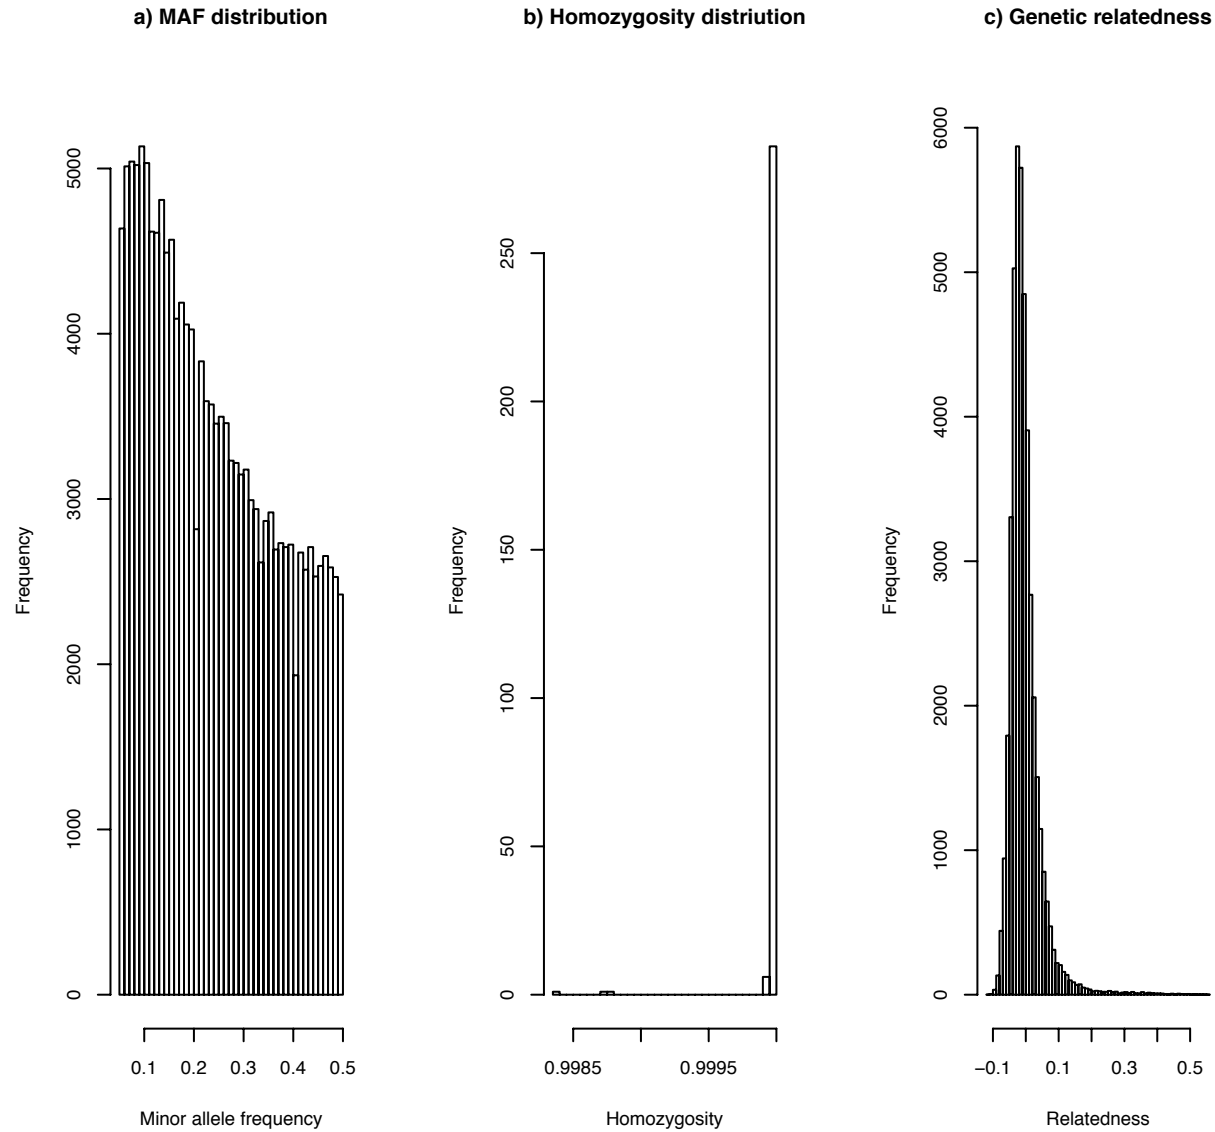 a) MAF distribution
Frequency
5000
4000
3000
2000
1000
0
0.1 0.2 0.3 0.4 0.5
Minor allele frequency
b) Homozygosity distriution
Frequency
250
200
150
100
50
0
0.9985 0.9995
Homozygosity
c) Genetic relatedness
Frequency
6000
5000
4000
3000
2000
1000
0
−0.1 0.1 0.3 0.5
Relatedness